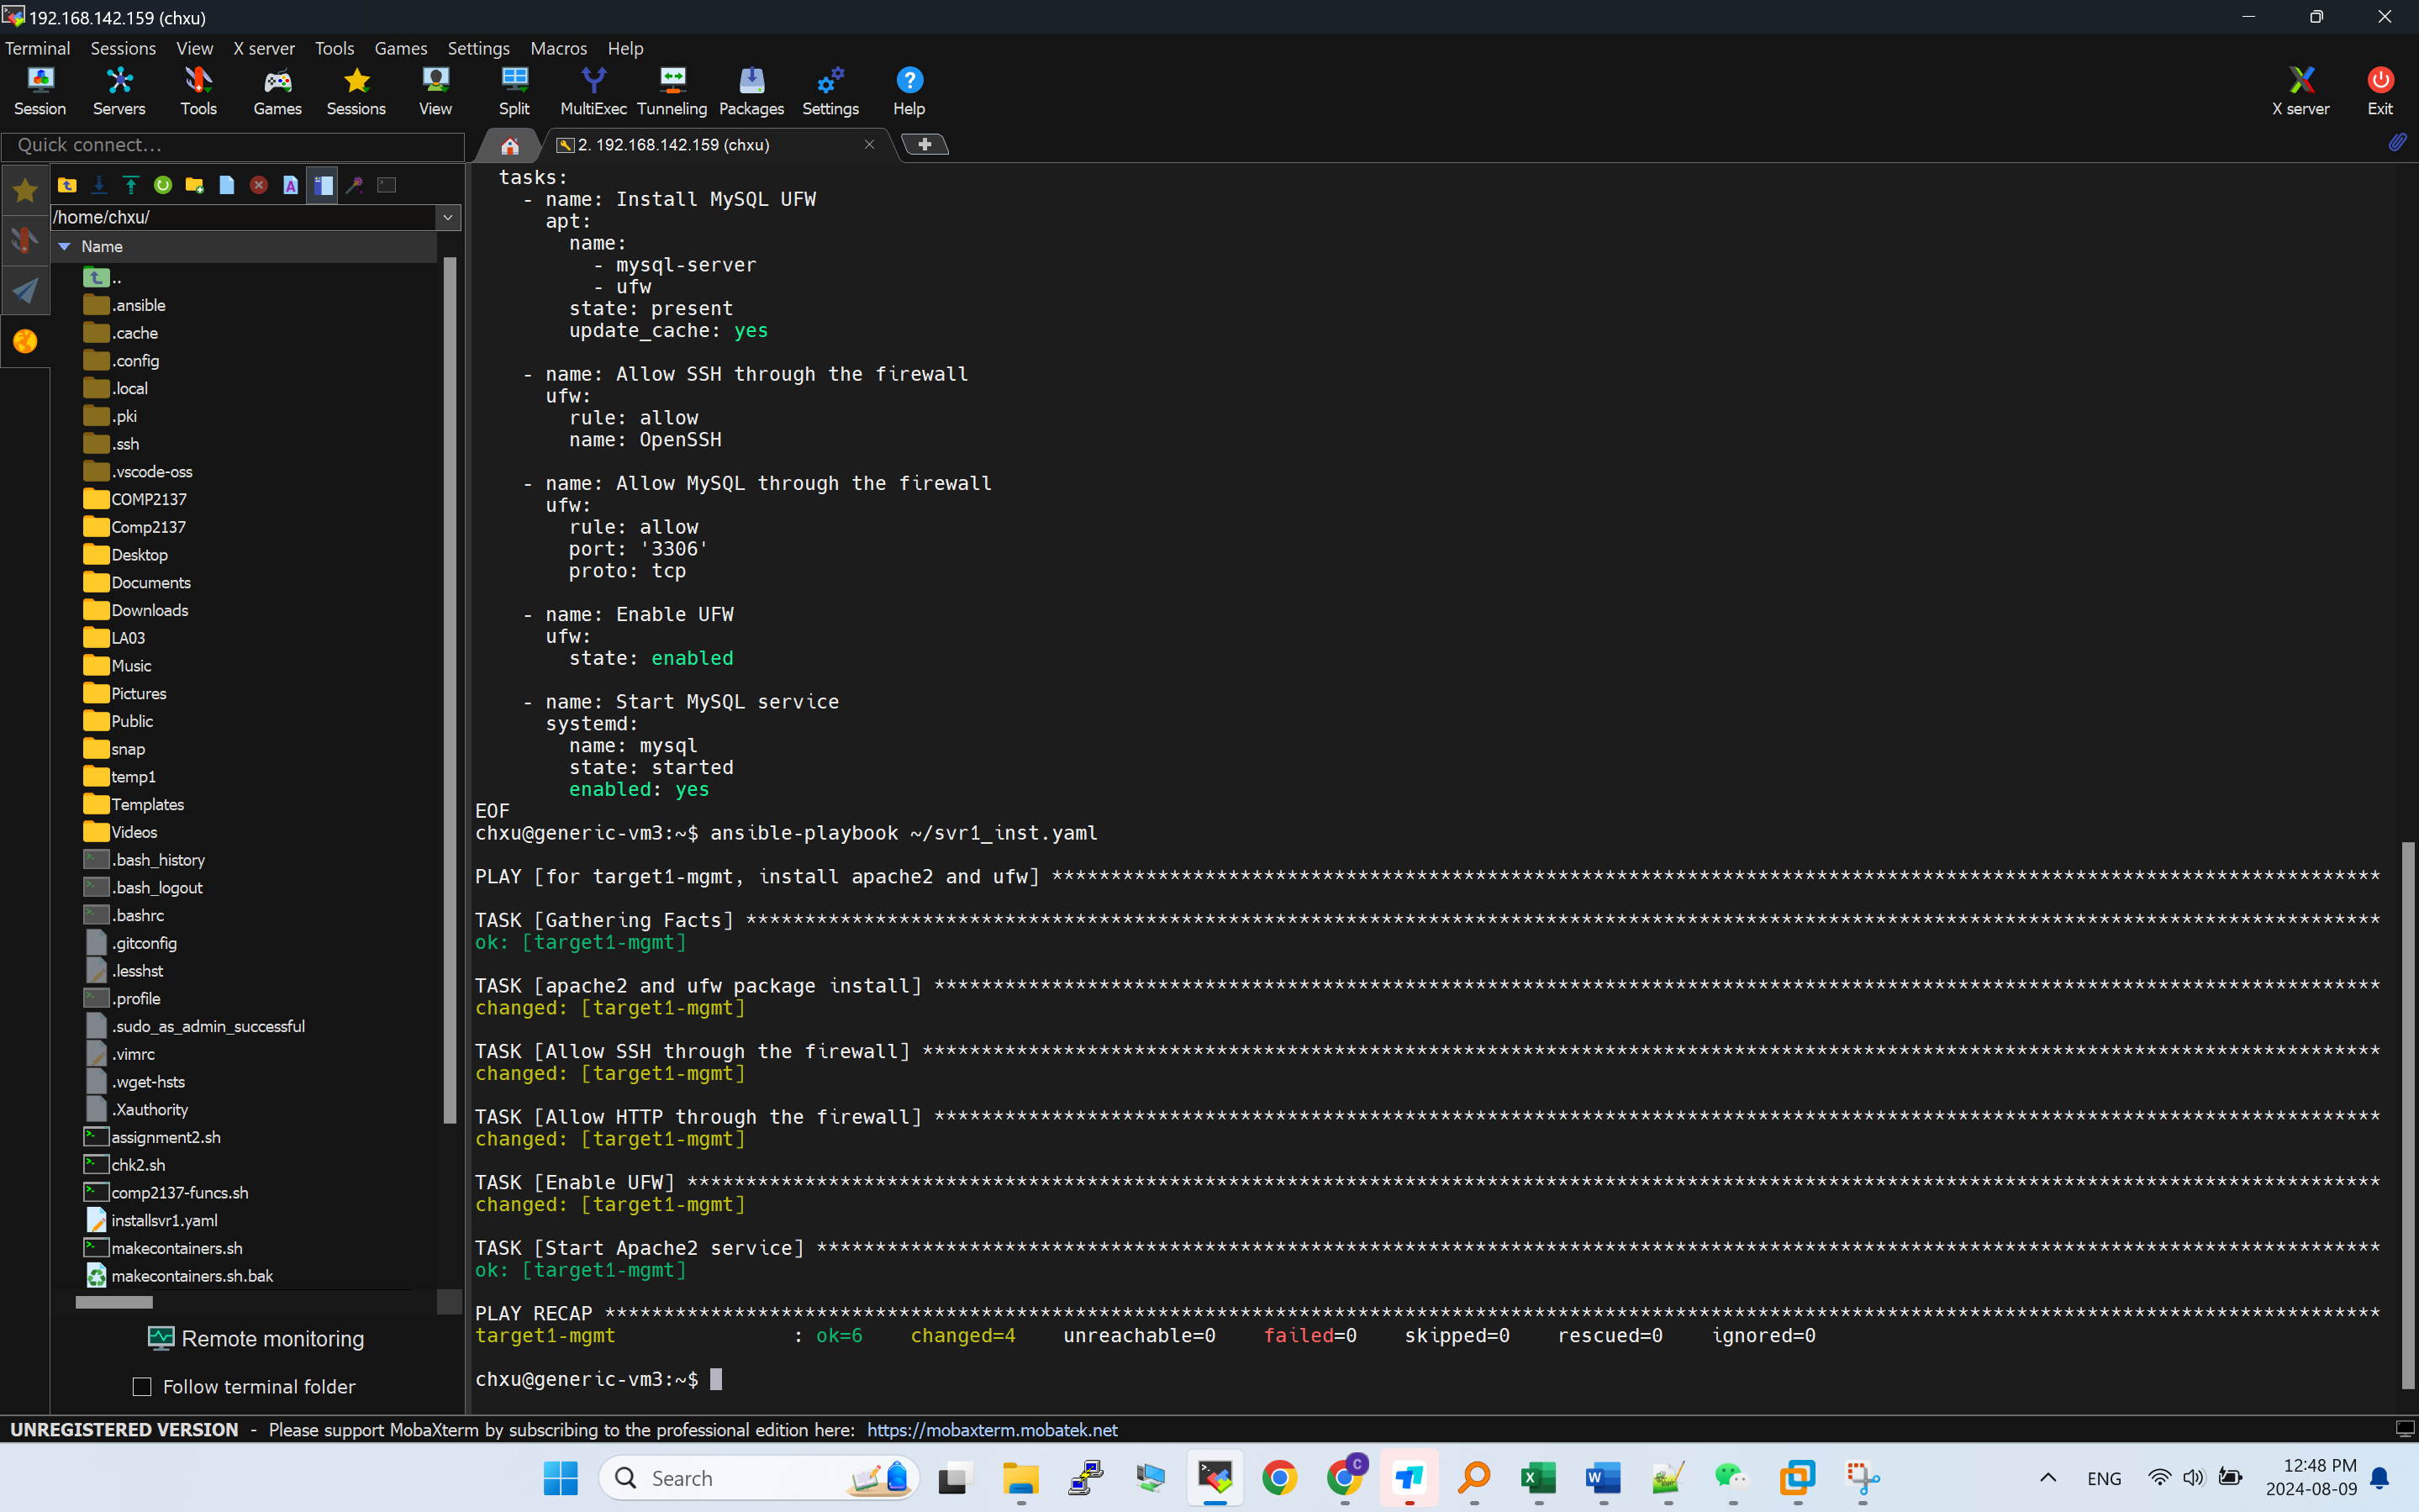 192.168.142.159 (chxu)
Terminal Sessions View X server Tools Games Settings Macros Help
Session Servers Tools Games Sessions View Split MultiExec Tunneling Packages Settings Help X server Exit
Quick connect...
2. 192.168.142.159 (chxu)
/home/chxu/
Name
..
.ansible
.cache
.config
.local
.pki
.ssh
.vscode-oss
COMP2137
Comp2137
Desktop
Documents
Downloads
LA03
Music
Pictures
Public
snap
temp1
Templates
Videos
.bash_history
.bash_logout
.bashrc
.gitconfig
.lesshst
.profile
.sudo_as_admin_successful
.vimrc
.wget-hsts
.Xauthority
assignment2.sh
chk2.sh
comp2137-funcs.sh
installsvr1.yaml
makecontainers.sh
makecontainers.sh.bak
Remote monitoring
Follow terminal folder
tasks:
- name: Install MySQL UFW
apt:
name:
- mysql-server
- ufw
state: present
update_cache: yes
- name: Allow SSH through the firewall
ufw:
rule: allow
name: OpenSSH
- name: Allow MySQL through the firewall
ufw:
rule: allow
port: '3306'
proto: tcp
- name: Enable UFW
ufw:
state: enabled
- name: Start MySQL service
systemd:
name: mysql
state: started
enabled: yes
EOF
chxu@generic-vm3:~$ ansible-playbook ~/svr1_inst.yaml
PLAY [for target1-mgmt, install apache2 and ufw] *****************************************************************************************************************
TASK [Gathering Facts] *******************************************************************************************************************************************
ok: [target1-mgmt]
TASK [apache2 and ufw package install] ***************************************************************************************************************************
changed: [target1-mgmt]
TASK [Allow SSH through the firewall] ****************************************************************************************************************************
changed: [target1-mgmt]
TASK [Allow HTTP through the firewall] ***************************************************************************************************************************
changed: [target1-mgmt]
TASK [Enable UFW] ************************************************************************************************************************************************
changed: [target1-mgmt]
TASK [Start Apache2 service] *************************************************************************************************************************************
ok: [target1-mgmt]
PLAY RECAP *******************************************************************************************************************************************************
target1-mgmt : ok=6 changed=4 unreachable=0 failed=0 skipped=0 rescued=0 ignored=0
chxu@generic-vm3:~$
UNREGISTERED VERSION - Please support MobaXterm by subscribing to the professional edition here: https://mobaxterm.mobatek.net
Search
ENG
12:48 PM
2024-08-09